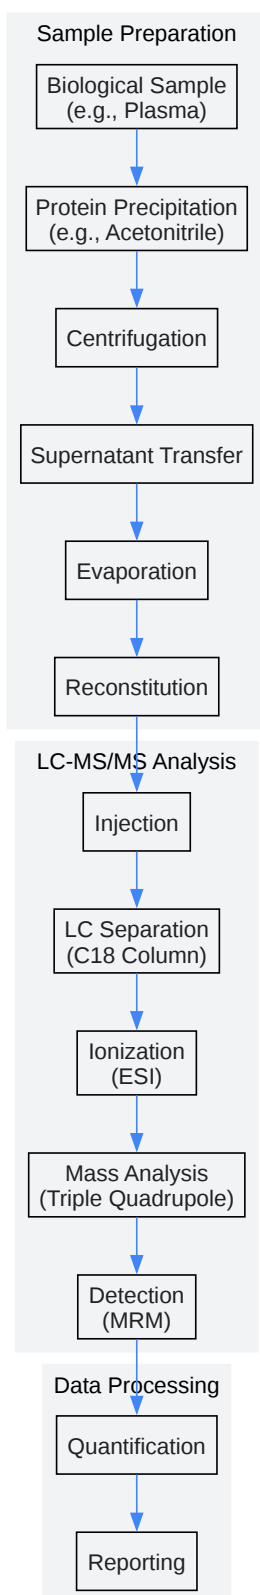 Sample Preparation
Biological Sample
(e.g., Plasma)
Protein Precipitation
(e.g., Acetonitrile)
Centrifugation
Supernatant Transfer
Evaporation
Reconstitution
LC-MS/MS Analysis
Injection
LC Separation
(C18 Column)
Ionization
(ESI)
Mass Analysis
(Triple Quadrupole)
Detection
(MRM)
Data Processing
Quantification
Reporting